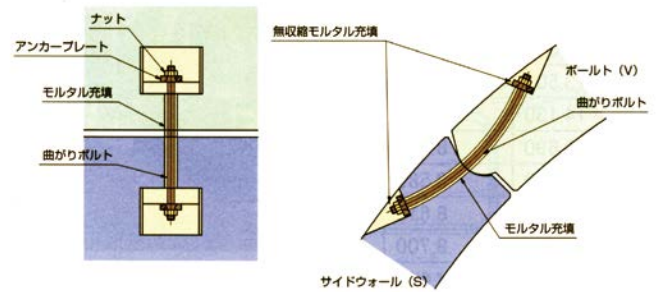 ナット
アンカープレート
モルタル充填
曲がりボルト
無収縮モルタル充填
ボールト（V）
曲がりボルト
モルタル充填
サイドウォール（S）